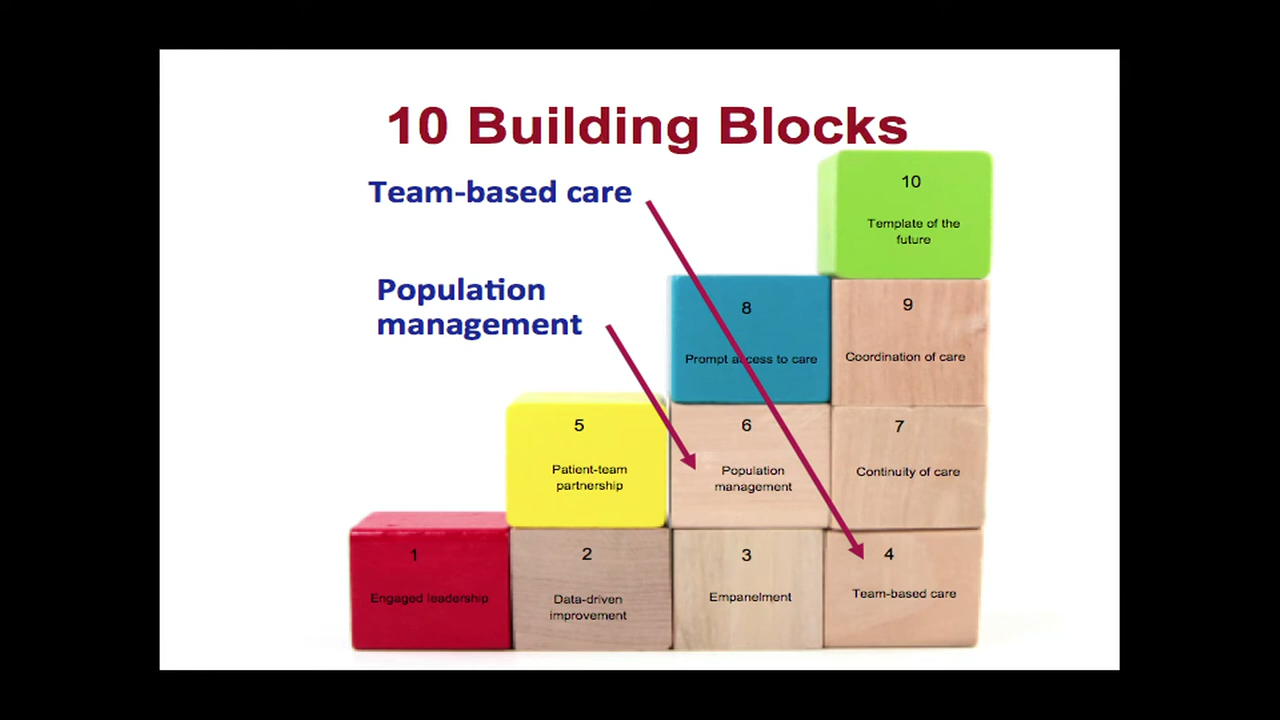 10 Building Blocks
Team-based care
Population
management
10
Template of the
future
8
Prompt access to care
9
Coordination of care
5
Patient-team
partnership
6
Population
management
7
Continuity of care
1
Engaged leadership
2
Data-driven
improvement
3
Empanelment
4
Team-based care